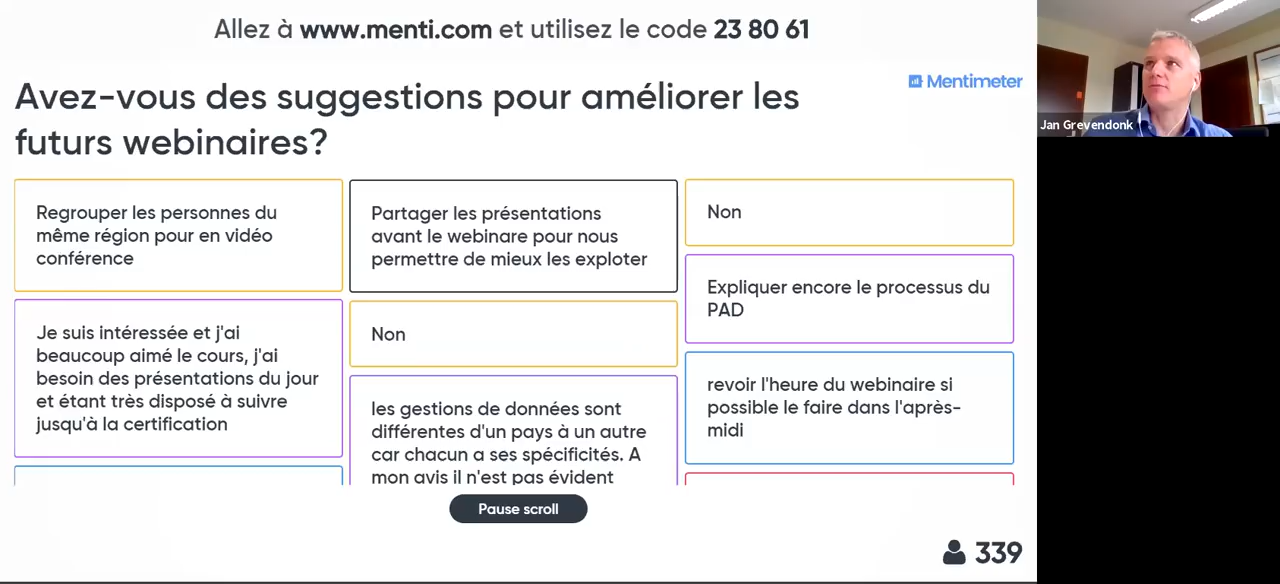 Allez à www.menti.com et utilisez le code 23 80 61
Mentimeter
Avez-vous des suggestions pour améliorer les
futurs webinaires?
Jan Grevendonk
Regrouper les personnes du
même région pour en vidéo
conférence
Je suis intéressée et j'ai
beaucoup aimé le cours, j'ai
besoin des présentations du jour
et étant très disposé à suivre
jusqu'à la certification
Partager les présentations
avant le webinare pour nous
permettre de mieux les exploter
Non
les gestions de données sont
différentes d'un pays à un autre
car chacun a ses spécificités. A
mon avis il n'est pas évident
Non
Expliquer encore le processus du
PAD
revoir l'heure du webinaire si
possible le faire dans l'après-
midi
Pause scroll
339